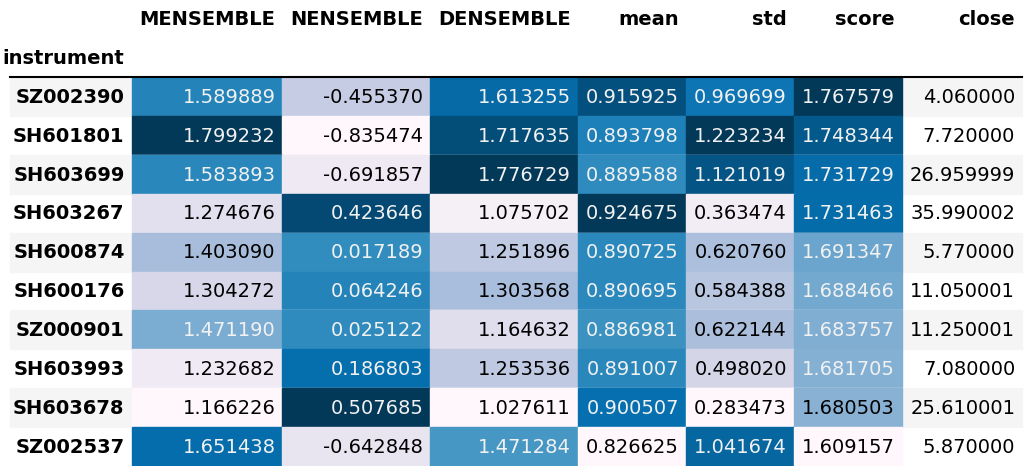 MENSEMBLE NENSEMBLE DENSEMBLE mean std score close
instrument
SZ002390 1.589889 -0.455370 1.613255 0.915925 0.969699 1.767579 4.060000
SH601801 1.799232 -0.835474 1.717635 0.893798 1.223234 1.748344 7.720000
SH603699 1.583893 -0.691857 1.776729 0.889588 1.121019 1.731729 26.959999
SH603267 1.274676 0.423646 1.075702 0.924675 0.363474 1.731463 35.990002
SH600874 1.403090 0.017189 1.251896 0.890725 0.620760 1.691347 5.770000
SH600176 1.304272 0.064246 1.303568 0.890695 0.584388 1.688466 11.050001
SZ000901 1.471190 0.025122 1.164632 0.886981 0.622144 1.683757 11.250001
SH603993 1.232682 0.186803 1.253536 0.891007 0.498020 1.681705 7.080000
SH603678 1.166226 0.507685 1.027611 0.900507 0.283473 1.680503 25.610001
SZ002537 1.651438 -0.642848 1.471284 0.826625 1.041674 1.609157 5.870000